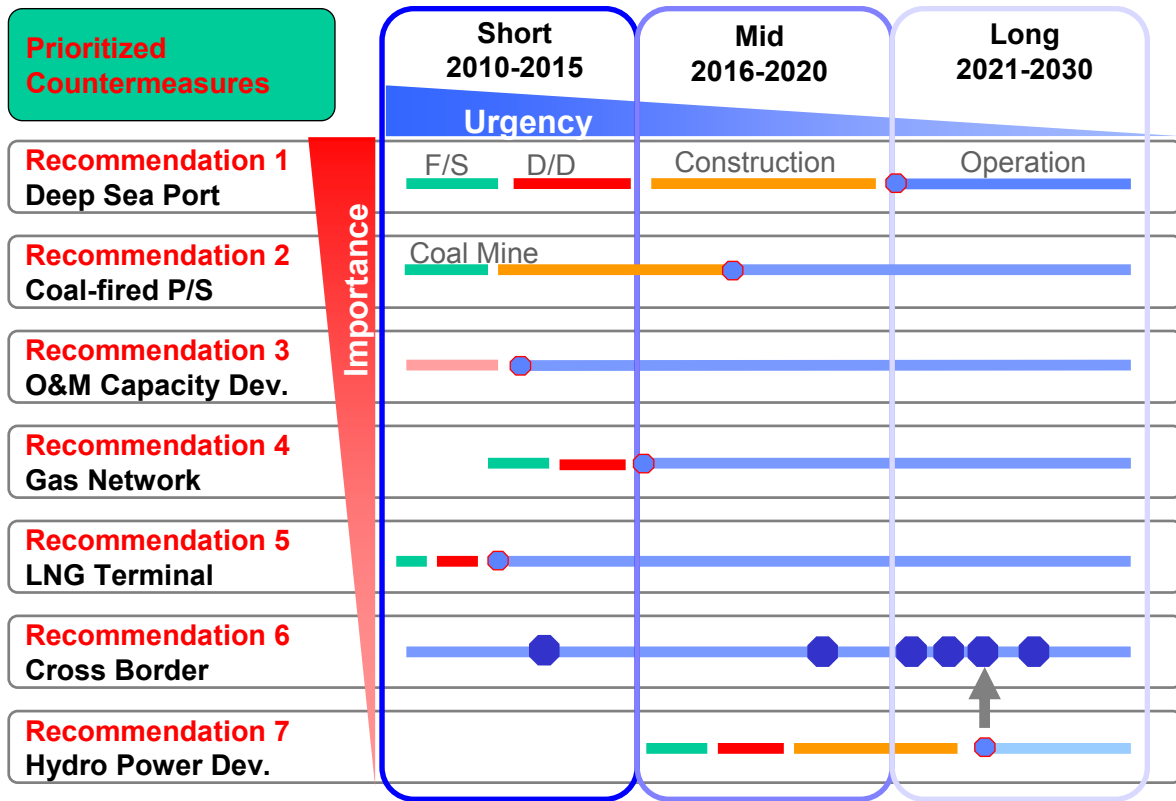 Prioritized
Countermeasures
Short
2010-2015
Mid
2016-2020
Long
2021-2030
Urgency
Importance
Recommendation 1
Deep Sea Port
F/S
D/D
Construction
Operation
Recommendation 2
Coal-fired P/S
Coal Mine
Recommendation 3
O&M Capacity Dev.
Recommendation 4
Gas Network
Recommendation 5
LNG Terminal
Recommendation 6
Cross Border
Recommendation 7
Hydro Power Dev.